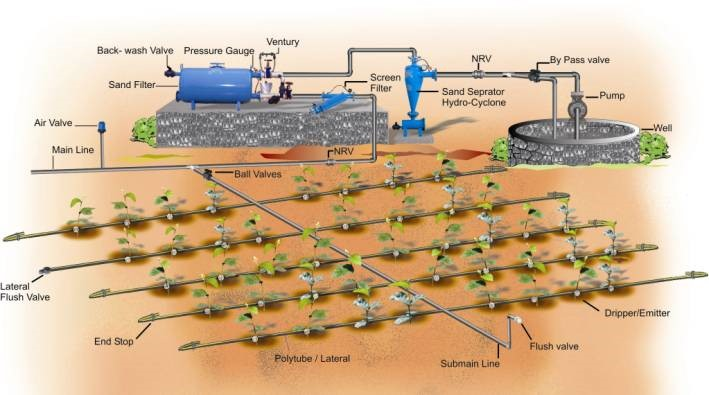 Ventury
Back- wash Valve
Pressure Gauge
NRV
By Pass valve
Sand Filter
Screen
Filter
Sand Seprator
Hydro-Cyclone
Pump
Air Valve
Well
Main Line
NRV
Ball Valves
Lateral
Flush Valve
Dripper/Emitter
End Stop
Flush valve
Polytube / Lateral
Submain Line